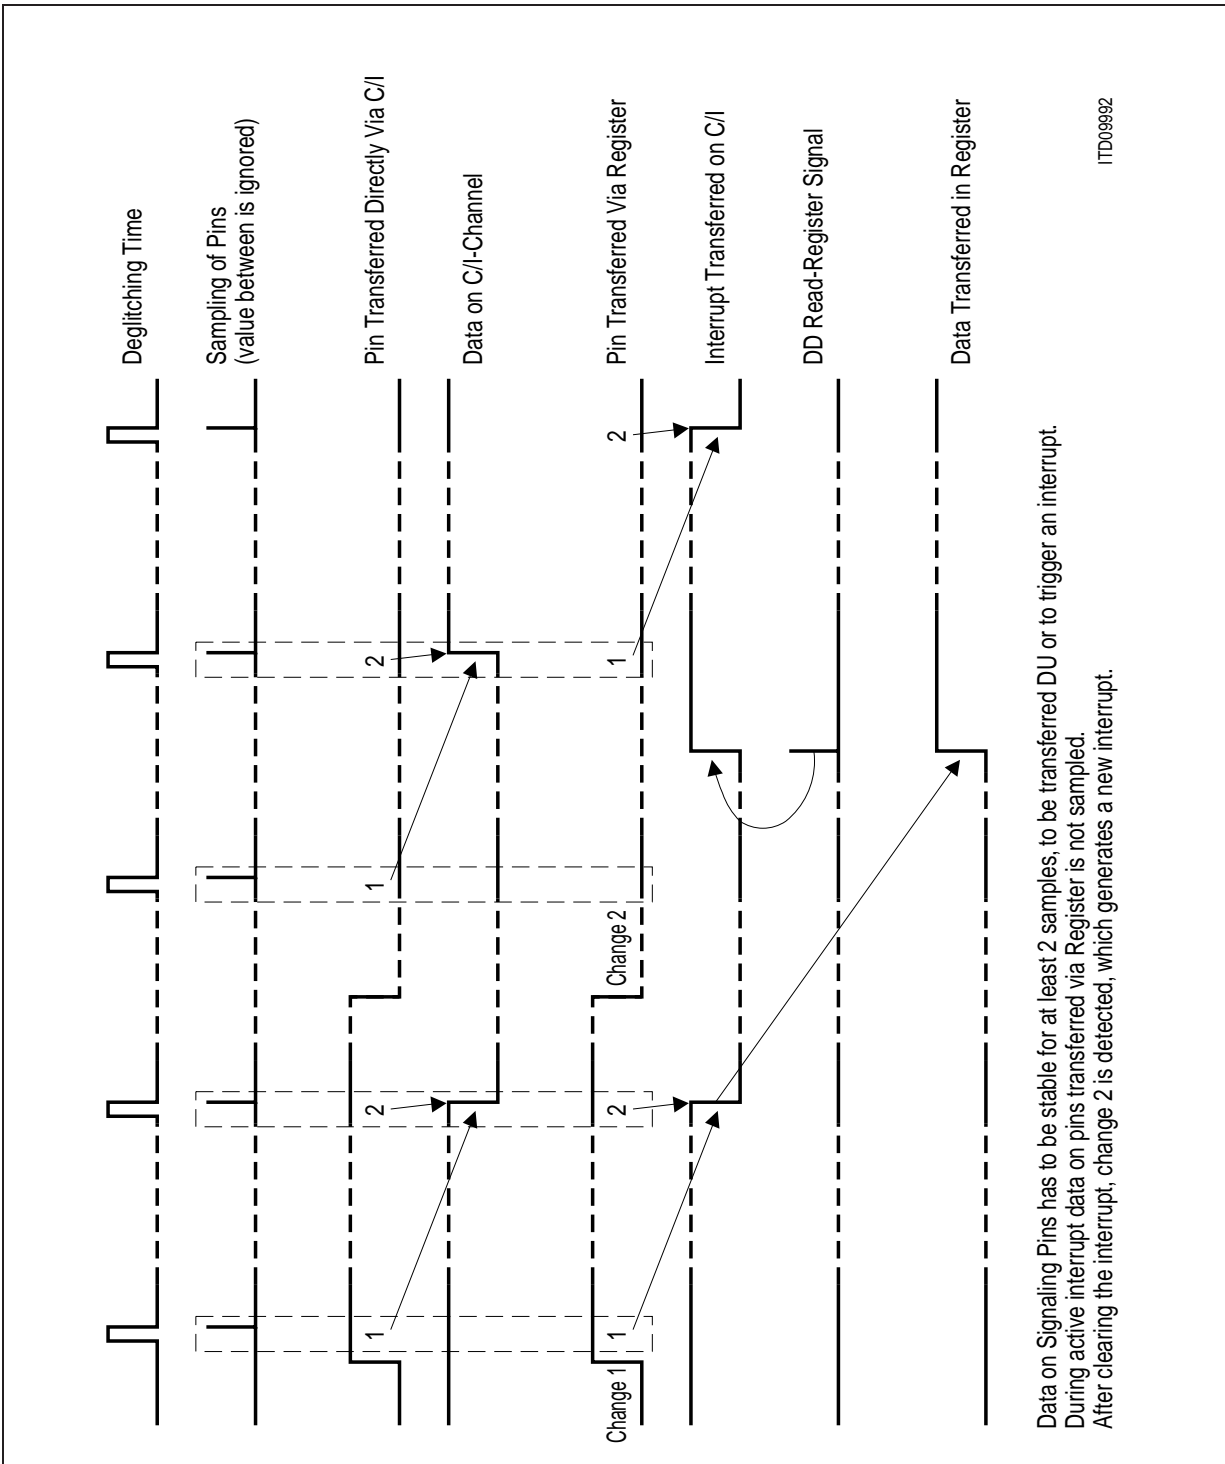 Deglitching Time
Sampling of Pins
(value between is ignored)
Pin Transferred Directly Via C/I
1
2
1
2
Data on C/I-Channel
Change 1
1
2
Change 2
1
2
Pin Transferred Via Register
Interrupt Transferred on C/I
DD Read-Register Signal
Data Transferred in Register
Data on Signaling Pins has to be stable for at least 2 samples, to be transferred DU or to trigger an interrupt.
During active interrupt data on pins transferred via Register is not sampled.
After clearing the interrupt, change 2 is detected, which generates a new interrupt.
ITD09992